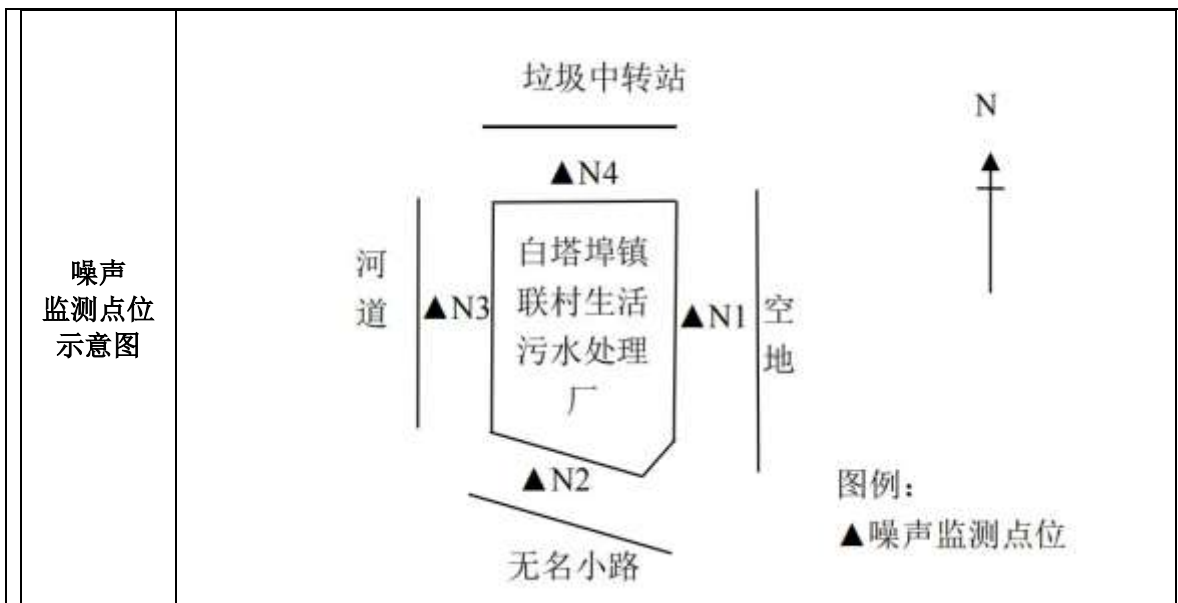 噪声
监测点位
示意图
垃圾中转站
N
▲N4
河
道
▲N3
白塔埠镇
联村生活
污水处理
厂
▲N1
空
地
▲N2
无名小路
图例：
▲噪声监测点位